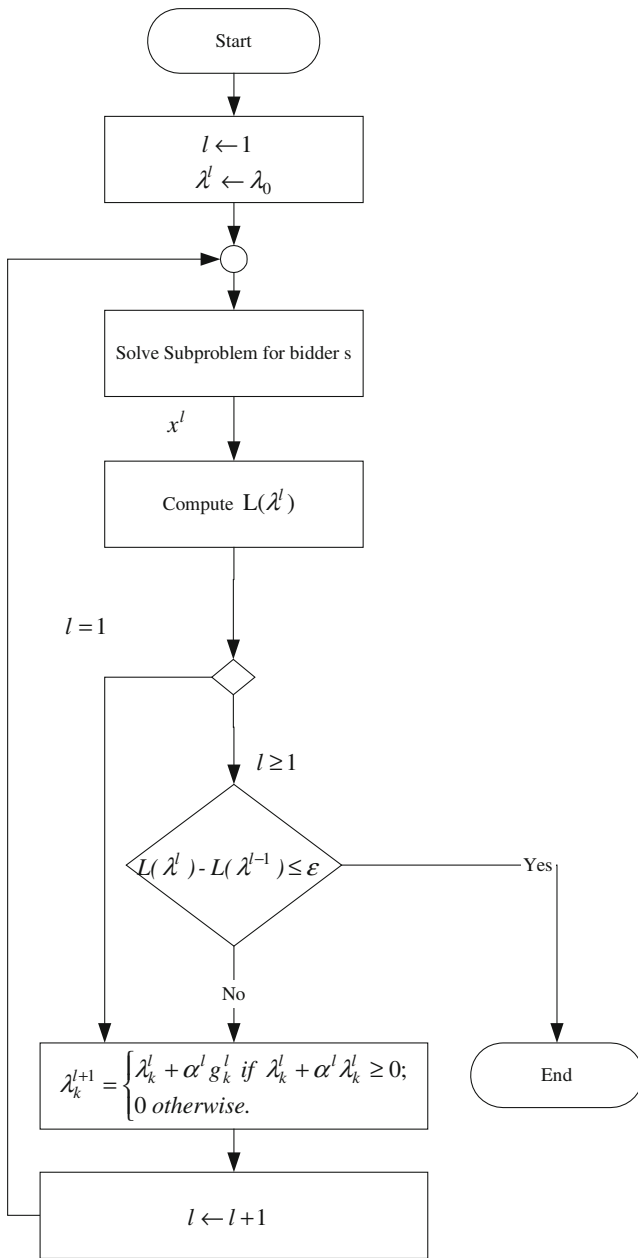 Start
l ← 1
λ^l ← λ_0
Solve Subproblem for bidder s
x^l
Compute L(λ^l)
l = 1
l ≥ 1
L( λ^l ) - L( λ^{l-1} ) ≤ ε
Yes
No
λ_k^{l+1} = { λ_k^l + α^l g_k^l if λ_k^l + α^l λ_k^l ≥ 0;
0 otherwise.
End
l ← l + 1